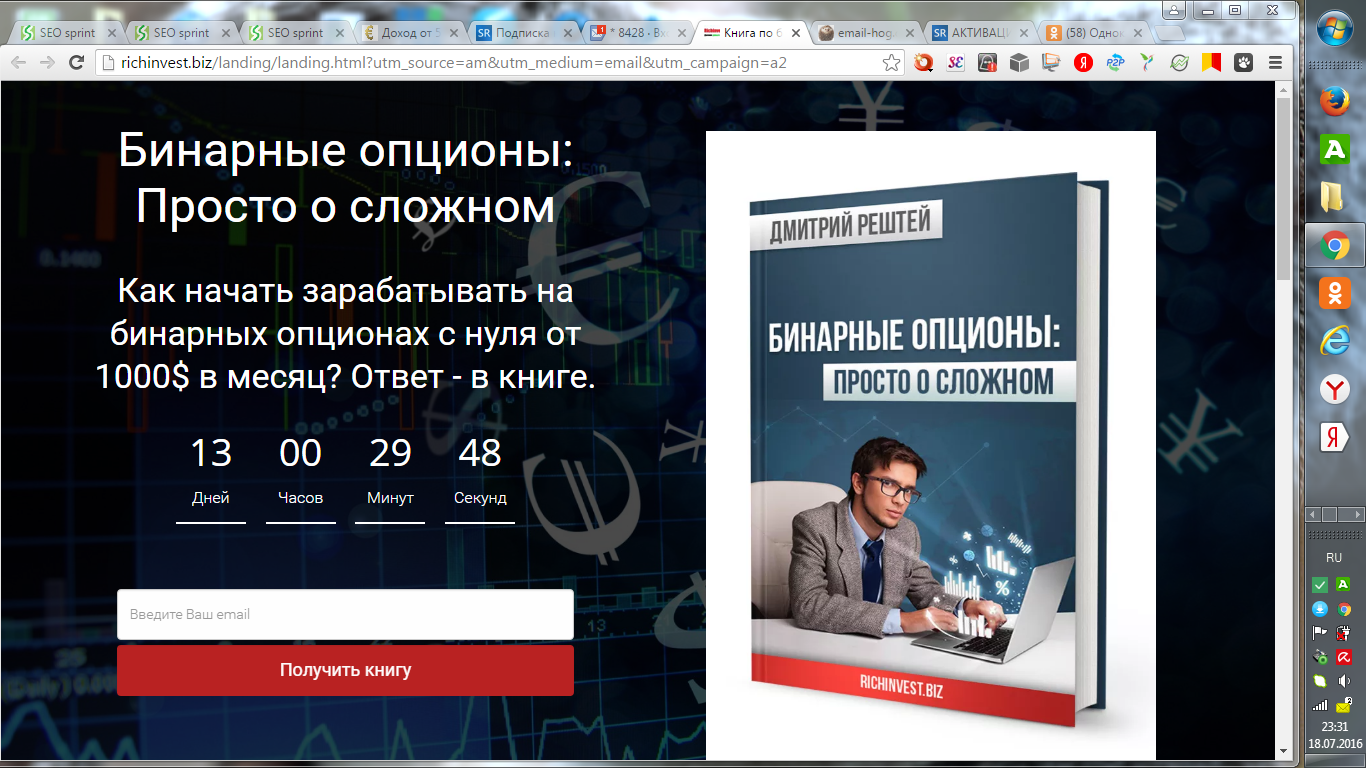 SEO sprint
SEO sprint
SEO sprint
Доход от 5
SR Подписка
* 8428 · Вх
Книга по б
email-hog
SR АКТИВАЦ
(58) Однок
richinvest.biz/landing/landing.html?utm_source=am&utm_medium=email&utm_campaign=a2
Бинарные опционы:
Просто о сложном
Как начать зарабатывать на
бинарных опционах с нуля от
1000$ в месяц? Ответ - в книге.
13 00 29 48
Дней Часов Минут Секунд
Введите Ваш email
Получить книгу
ДМИТРИЙ РЕШТЕЙ
БИНАРНЫЕ ОПЦИОНЫ:
ПРОСТО О СЛОЖНОМ
RICHINVEST.BIZ
RU
23:31
18.07.2016